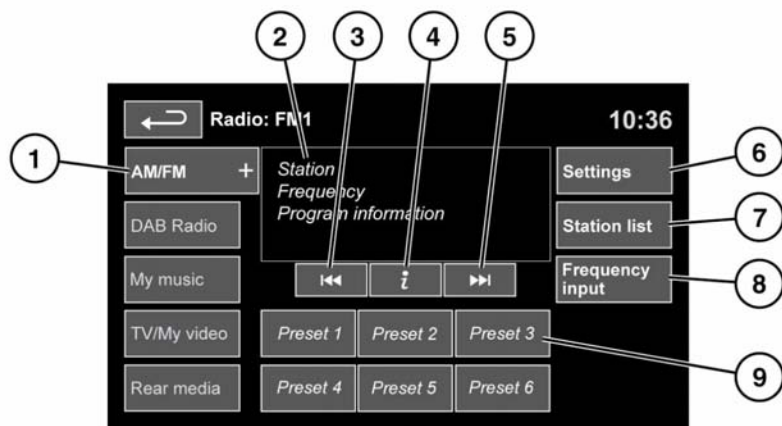 2
3
4
5
Radio: FM1
10:36
1
AM/FM +
Station
Frequency
Program information
Settings
6
DAB Radio
Station list
7
My music
i
Frequency
input
8
TV/My video
Preset 1
Preset 2
Preset 3
9
Rear media
Preset 4
Preset 5
Preset 6